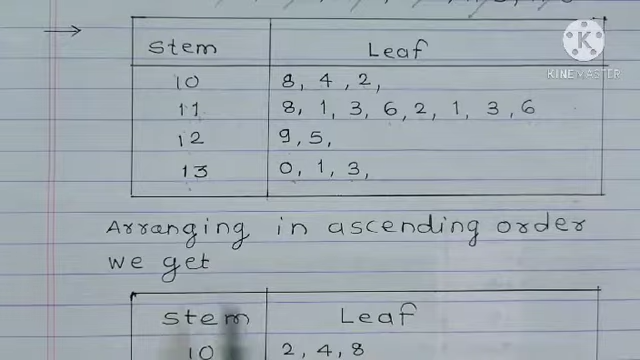 Stem Leaf
10 8, 4, 2,
11 8, 1, 3, 6, 2, 1, 3, 6
12 9, 5,
13 0, 1, 3,
Arranging in ascending order
we get
Stem Leaf
10 2, 4, 8
K
KINEMASTER